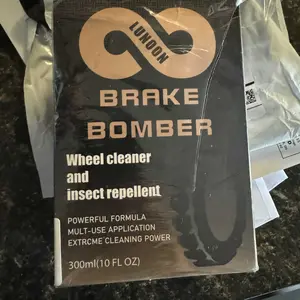 LUNOON
BRAKE
BOMBER
Wheel cleaner
and
insect repellent
POWERFUL FORMULA
MULT-USE APPLICATION
EXTRCME CLEANING POWER
300ml(10 FL OZ)